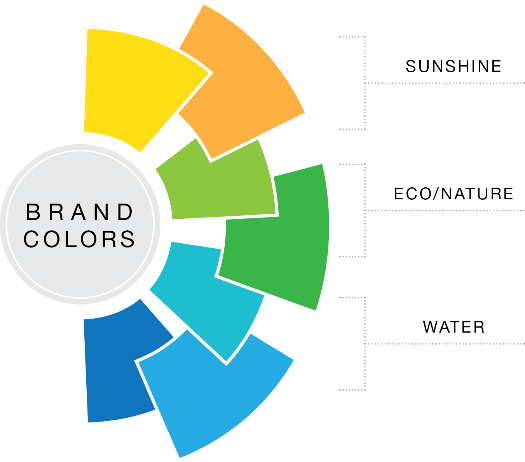 BRAND
COLORS
SUNSHINE
ECO/NATURE
WATER